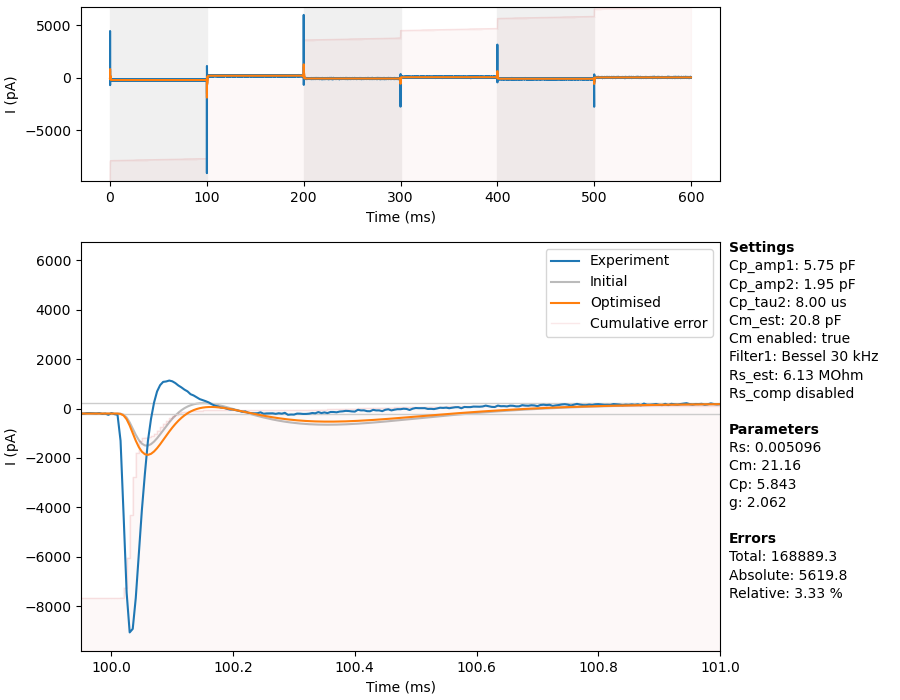 5000
0
−5000
I (pA)
0
100
200
300
400
500
600
Time (ms)
6000
4000
2000
0
−2000
−4000
−6000
−8000
I (pA)
100.0
100.2
100.4
100.6
100.8
101.0
Time (ms)
Experiment
Initial
Optimised
Cumulative error
Settings
Cp_amp1: 5.75 pF
Cp_amp2: 1.95 pF
Cp_tau2: 8.00 us
Cm_est: 20.8 pF
Cm enabled: true
Filter1: Bessel 30 kHz
Rs_est: 6.13 MOhm
Rs_comp disabled
Parameters
Rs: 0.005096
Cm: 21.16
Cp: 5.843
g: 2.062
Errors
Total: 168889.3
Absolute: 5619.8
Relative: 3.33 %